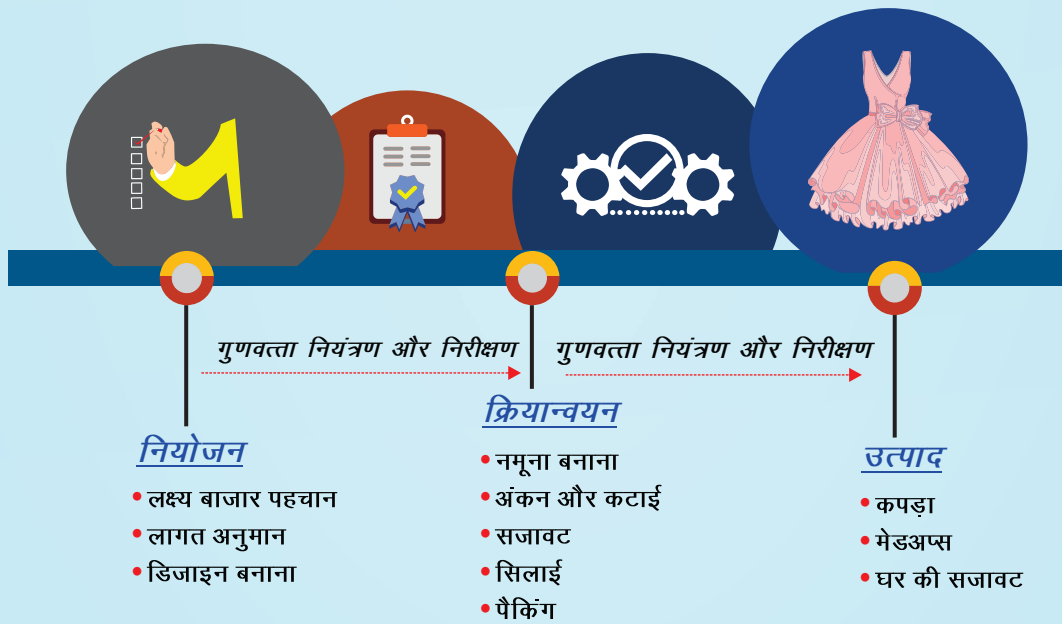 गुणवत्ता नियंत्रण और निरीक्षण
गुणवत्ता नियंत्रण और निरीक्षण
नियोजन
• लक्ष्य बाजार पहचान
• लागत अनुमान
• डिजाइन बनाना
क्रियान्वयन
• नमूना बनाना
• अंकन और कटाई
• सजावट
• सिलाई
• पैकिंग
उत्पाद
• कपड़ा
• मेडअप्स
• घर की सजावट